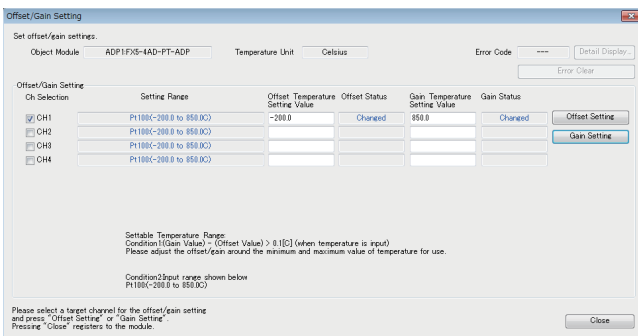 Offset/Gain Setting
Set offset/gain settings.
Object Module ADP1:FX5-4AD-PT-ADP Temperature Unit Celsius Error Code --- Detail Display...
Error Clear
Offset/Gain Setting
Ch Selection Setting Range Offset Temperature Setting Value Offset Status Gain Temperature Setting Value Gain Status
CH1 Pt100(-200.0 to 850.0C) -200.0 Changed 850.0 Changed Offset Setting
CH2 Pt100(-200.0 to 850.0C) Gain Setting
CH3 Pt100(-200.0 to 850.0C)
CH4 Pt100(-200.0 to 850.0C)
Settable Temperature Range:
Condition1:(Gain Value) - (Offset Value) > 0.1[C] (when temperature is input)
Please adjust the offset/gain around the minimum and maximum value of temperature for use.
Condition2:Input range shown below
Pt100(-200.0 to 850.0C)
Please select a target channel for the offset/gain setting
and press "Offset Setting" or "Gain Setting".
Pressing "Close" registers to the module.
Close